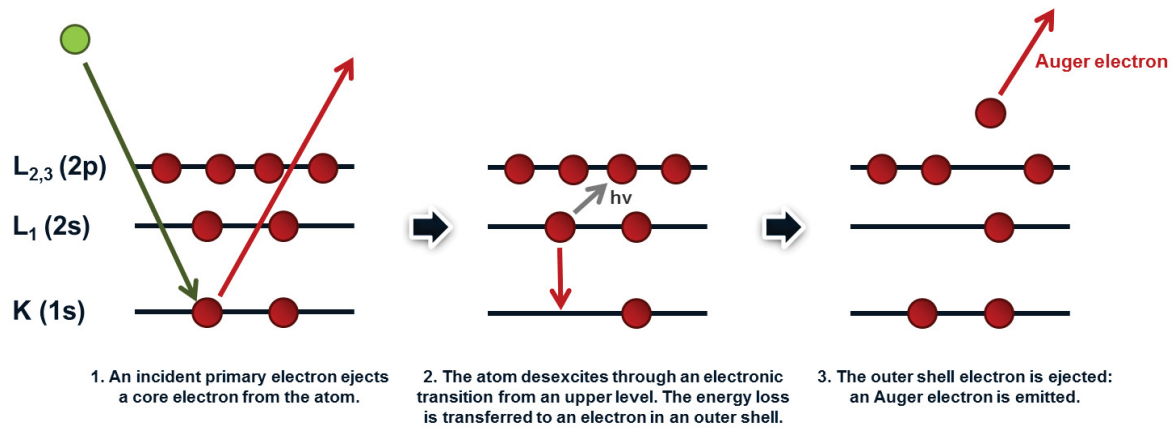 Auger electron
L2,3 (2p)
hv
L1 (2s)
K (1s)
1. An incident primary electron ejects
a core electron from the atom.
2. The atom desexcites through an electronic
transition from an upper level. The energy loss
is transferred to an electron in an outer shell.
3. The outer shell electron is ejected:
an Auger electron is emitted.